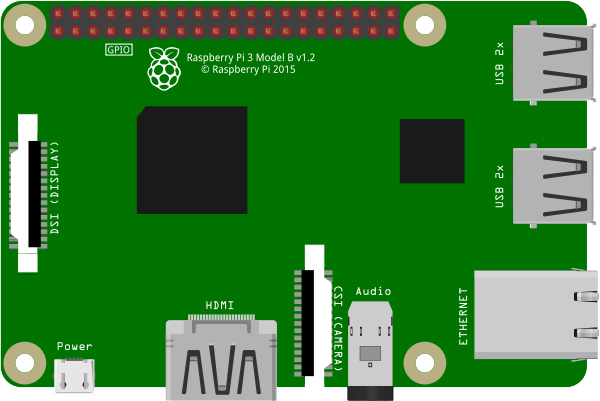 GPIO
Raspberry Pi 3 Model B v1.2
© Raspberry Pi 2015
USB 2x
DSI (DISPLAY)
USB 2x
CSI (CAMERA)
Audio
ETHERNET
HDMI
Power